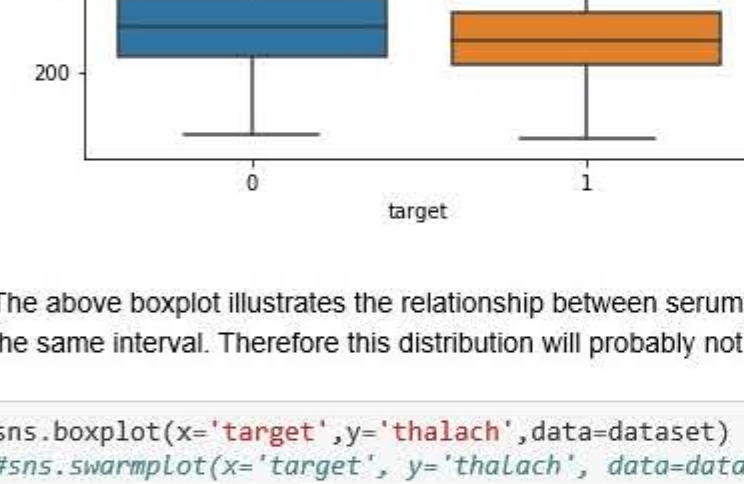 200
0 1
target
The above boxplot illustrates the relationship between serum
the same interval. Therefore this distribution will probably not
sns.boxplot(x='target',y='thalach',data=dataset)
#sns.swarmplot(x='target', y='thalach', data=data